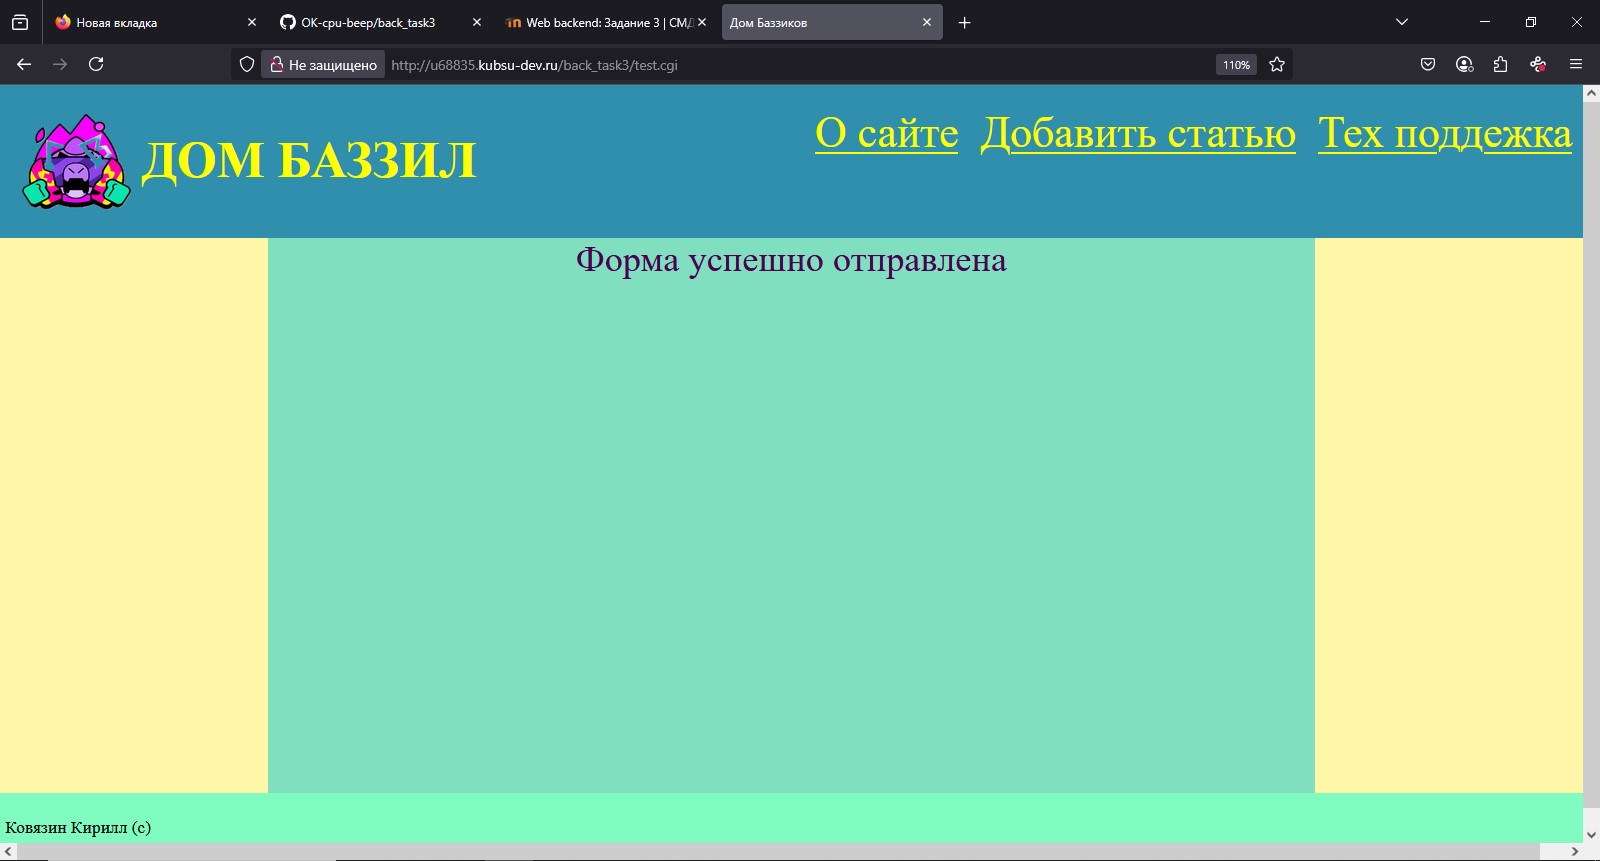 Новая вкладка
OK-cpu-beep/back_task3
Web backend: Задание 3 | СМД
Дом Баззиков
Не защищено
http://u68835.kubsu-dev.ru/back_task3/test.cgi
110%
ДОМ БАЗЗИЛ
О сайте Добавить статью Тех поддежка
Форма успешно отправлена
Ковязин Кирилл (c)